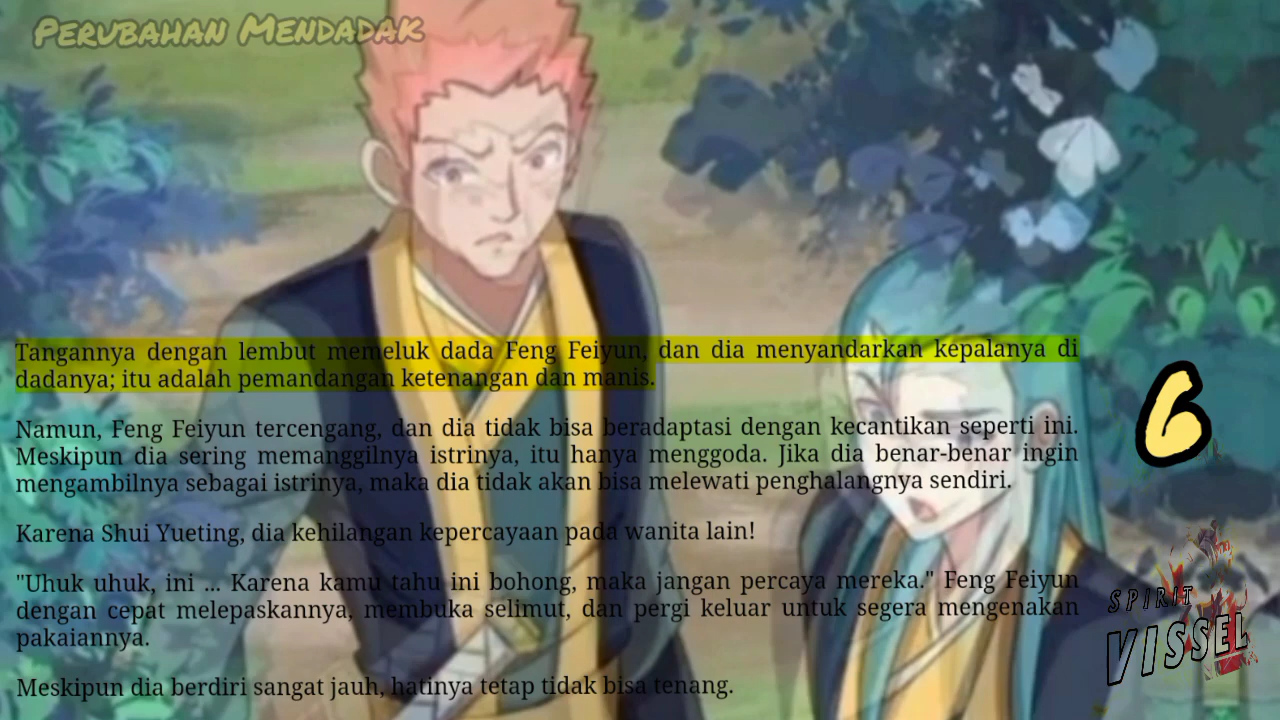 Perubahan Mendadak
Tangannya dengan lembut memeluk dada Feng Feiyun, dan dia menyandarkan kepalanya di
dadanya; itu adalah pemandangan ketenangan dan manis.
Namun, Feng Feiyun tercengang, dan dia tidak bisa beradaptasi dengan kecantikan seperti ini.
Meskipun dia sering memanggilnya istrinya, itu hanya menggoda. Jika dia benar-benar ingin
mengambilnya sebagai istrinya, maka dia tidak akan bisa melewati penghalangnya sendiri.
Karena Shui Yueting, dia kehilangan kepercayaan pada wanita lain!
"Uhuk uhuk, ini ... Karena kamu tahu ini bohong, maka jangan percaya mereka." Feng Feiyun
dengan cepat melepaskannya, membuka selimut, dan pergi keluar untuk segera mengenakan
pakaiannya.
Meskipun dia berdiri sangat jauh, hatinya tetap tidak bisa tenang.
6
SPIRIT
VISSEL